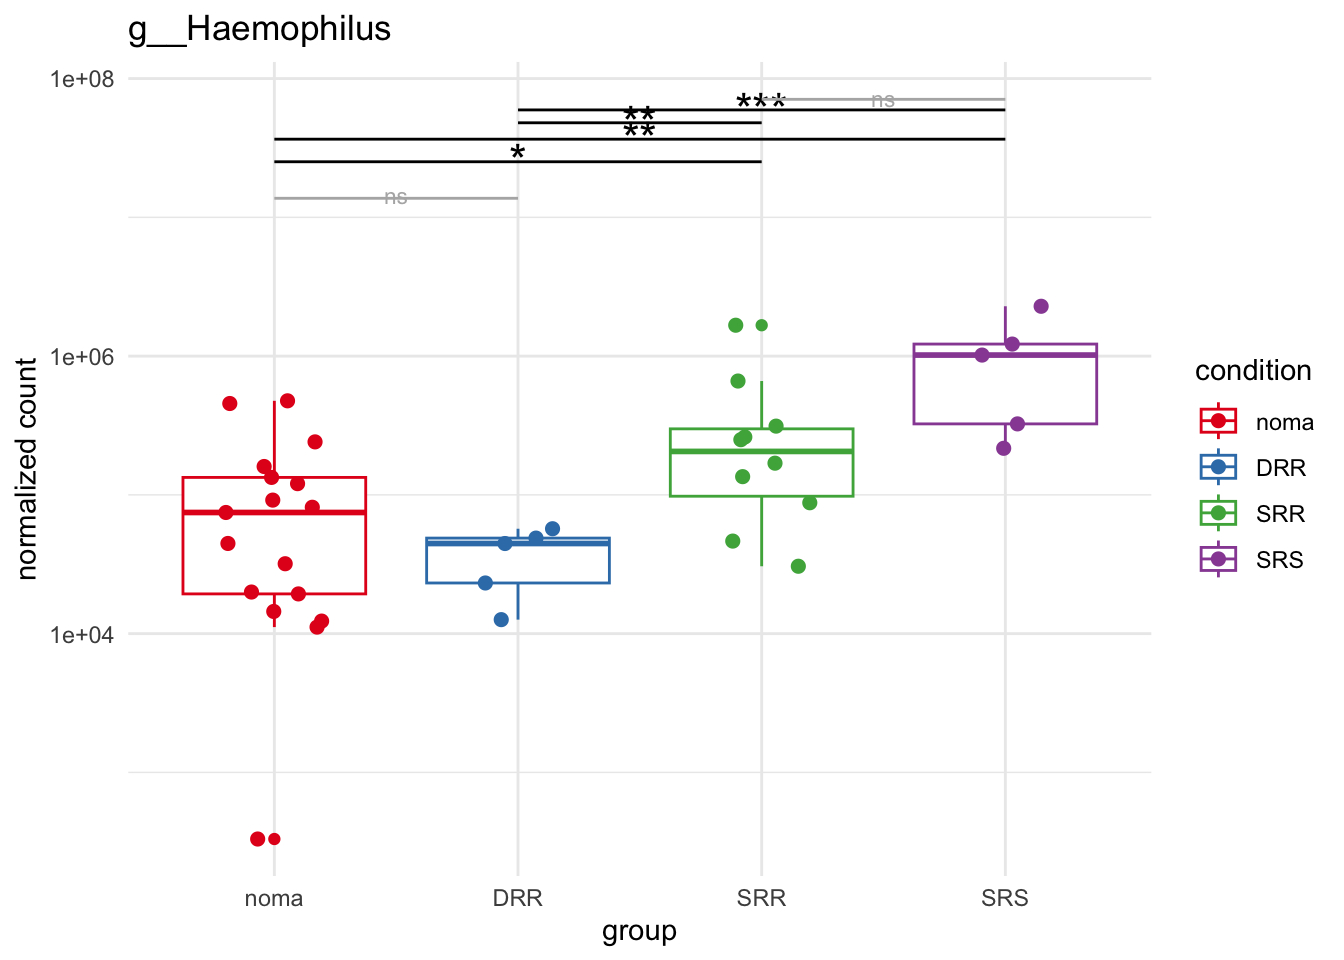 g__Haemophilus
1e+08
1e+06
1e+04
normalized count
***
ns
**
**
*
ns
noma
DRR
SRR
SRS
group
condition
noma
DRR
SRR
SRS